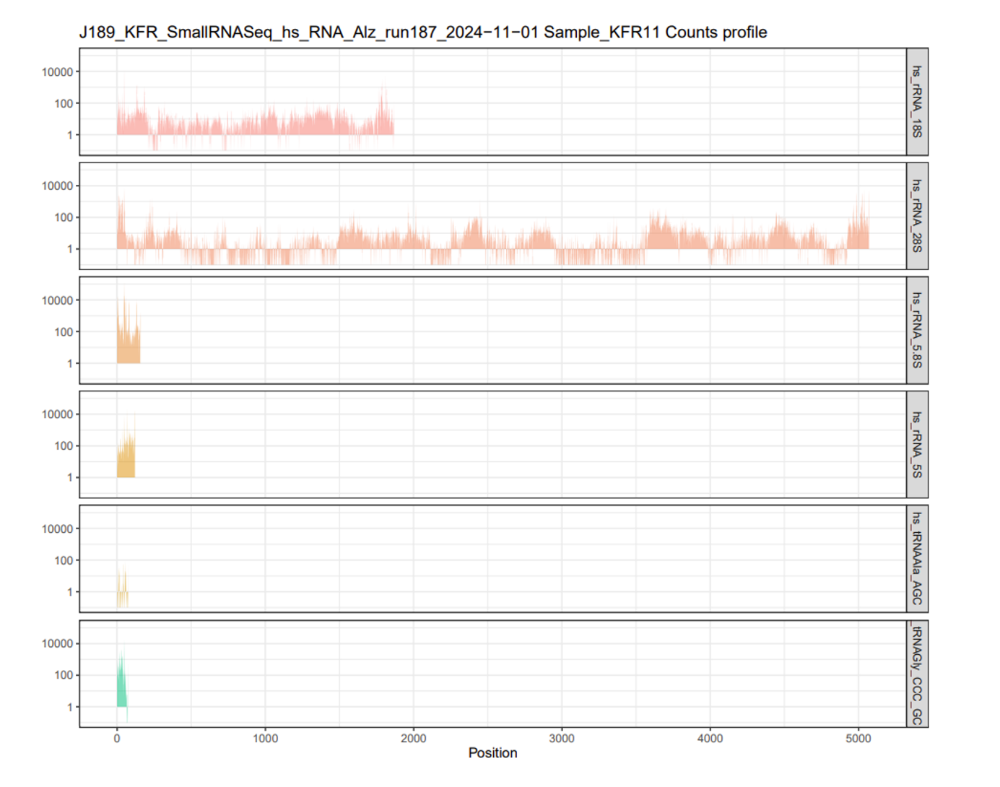 J189_KFR_SmallRNASeq_hs_RNA_Alz_run187_2024−11−01 Sample_KFR11 Counts profile
10000
100
1
hs_rRNA_18S
10000
100
1
hs_rRNA_28S
10000
100
1
hs_rRNA_5.8S
10000
100
1
hs_rRNA_5S
10000
100
1
hs_tRNAAla_AGC
10000
100
1
_tRNAGly_CCC_GC
0 1000 2000 3000 4000 5000
Position